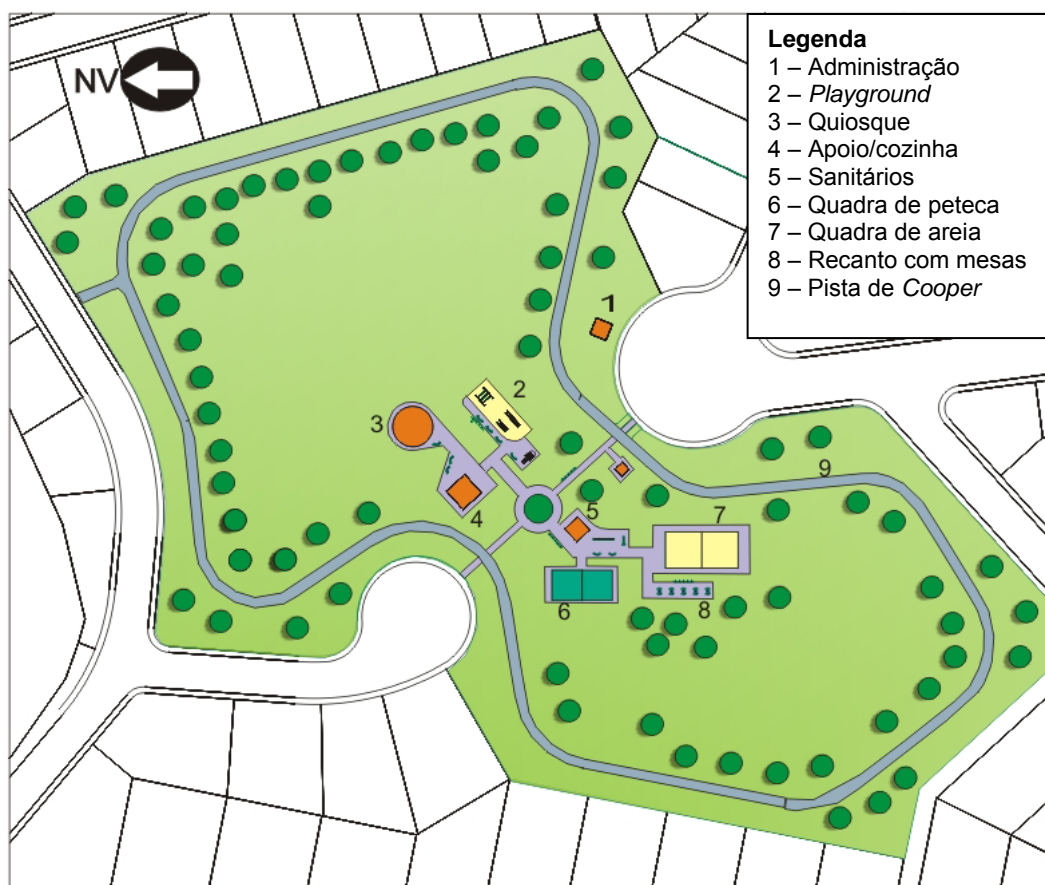 NV
Legenda
1 – Administração
2 – Playground
3 – Quiosque
4 – Apoio/cozinha
5 – Sanitários
6 – Quadra de peteca
7 – Quadra de areia
8 – Recanto com mesas
9 – Pista de Cooper
1
2
3
9
4
5
7
6
8